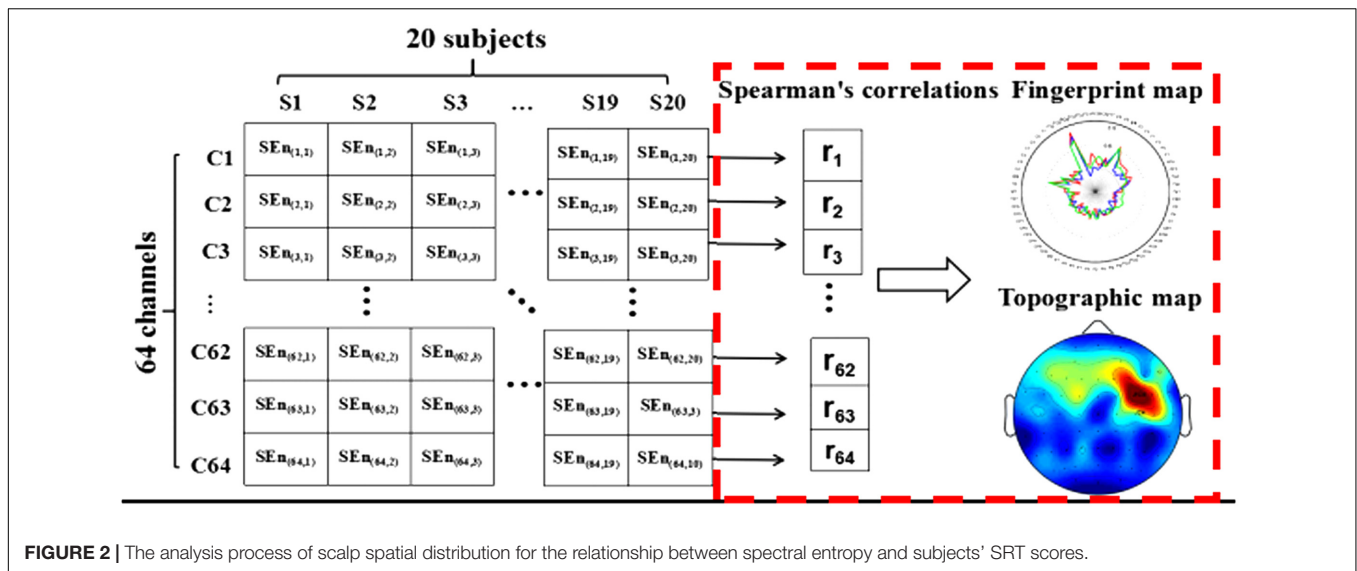 20 subjects
S1 S2 S3 ... S19 S20
Spearman's correlations Fingerprint map
64 channels
C1 SEn(1,1) SEn(1,2) SEn(1,3) SEn(1,19) SEn(1,20) r1
C2 SEn(2,1) SEn(2,2) SEn(2,3) ... SEn(2,19) SEn(2,20) r2
C3 SEn(3,1) SEn(3,2) SEn(3,3) SEn(3,19) SEn(3,20) r3
Topographic map
C62 SEn(62,1) SEn(62,2) SEn(62,3) SEn(62,19) SEn(62,20) r62
C63 SEn(63,1) SEn(63,2) SEn(63,3) ... SEn(63,19) SEn(63,3) r63
C64 SEn(64,1) SEn(64,2) SEn(64,3) SEn(64,19) SEn(64,10) r64
FIGURE 2 | The analysis process of scalp spatial distribution for the relationship between spectral entropy and subjects' SRT scores.